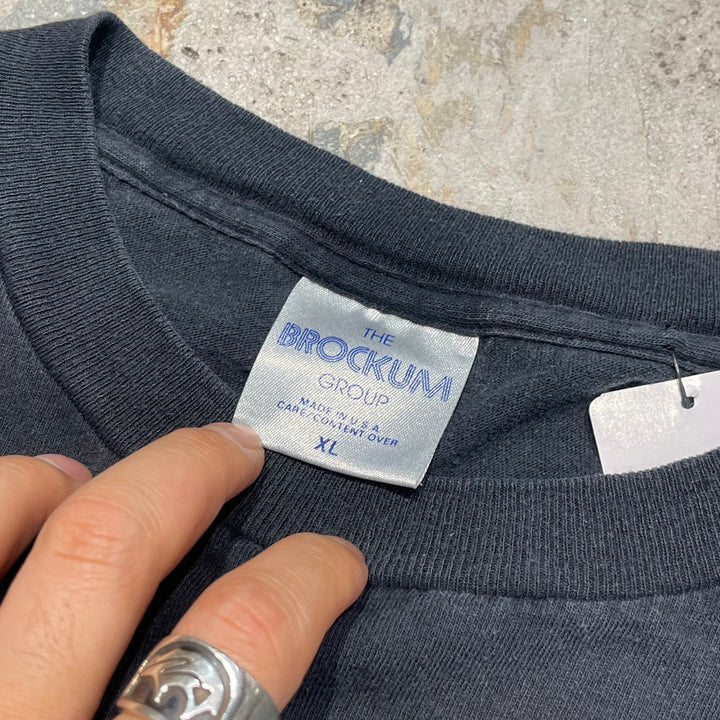 THE
BROCKUM
GROUP
MADE IN U.S.A
CARE/CONTENT OVER
XL